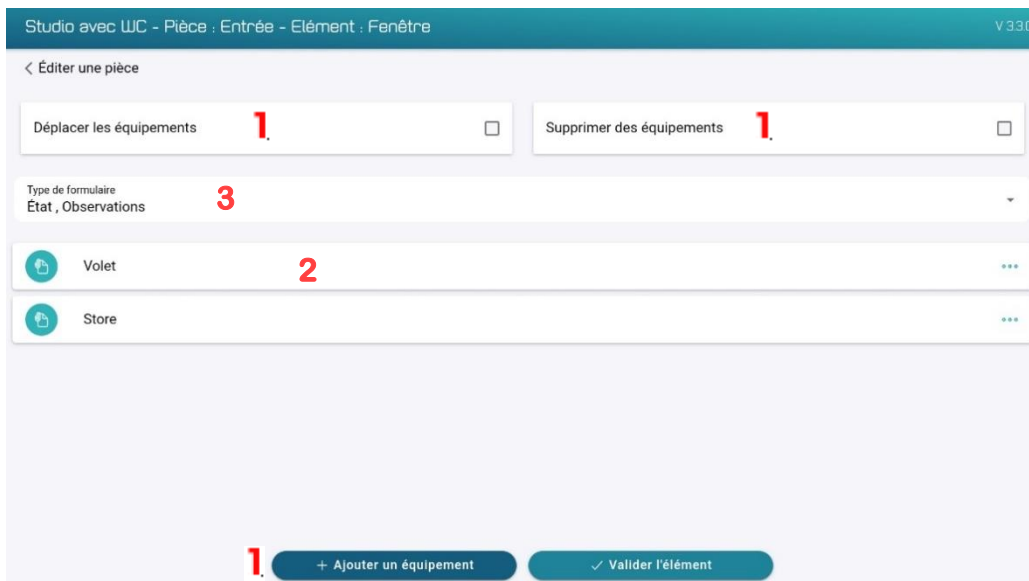 Studio avec WC - Pièce : Entrée - Elément : Fenêtre
V 3.3.0
< Éditer une pièce
Déplacer les équipements 1.
Supprimer des équipements 1.
Type de formulaire
État , Observations
3
Volet 2
Store
1. + Ajouter un équipement
✓ Valider l'élément